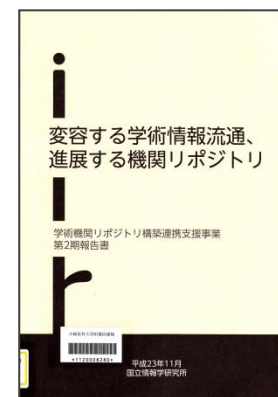 変容する学術情報流通、
進展する機関リポジトリ
学術機関リポジトリ構築連携支援事業
第2期報告書
平成23年11月
国立情報学研究所